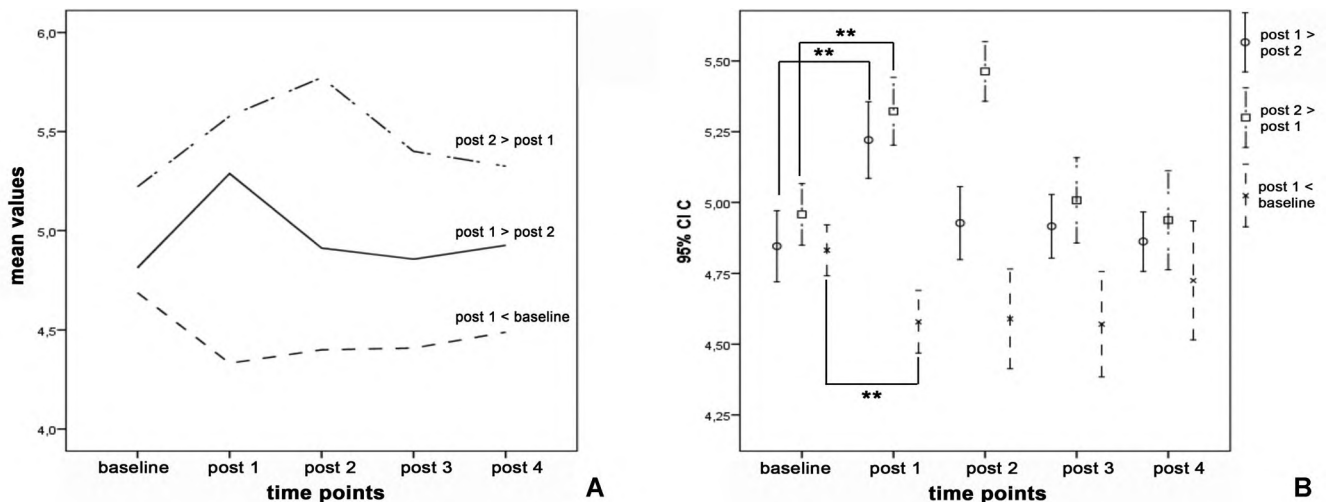 6,0
5,5
5,0
4,5
4,0
mean values
post 2 > post 1
post 1 > post 2
post 1 < baseline
baseline
post 1
post 2
post 3
post 4
time points
A
5,50
5,25
5,00
4,75
4,50
4,25
95% CI C
**
**
**
baseline
post 1
post 2
post 3
post 4
time points
B
post 1 >
post 2
post 2 >
post 1
post 1 <
baseline